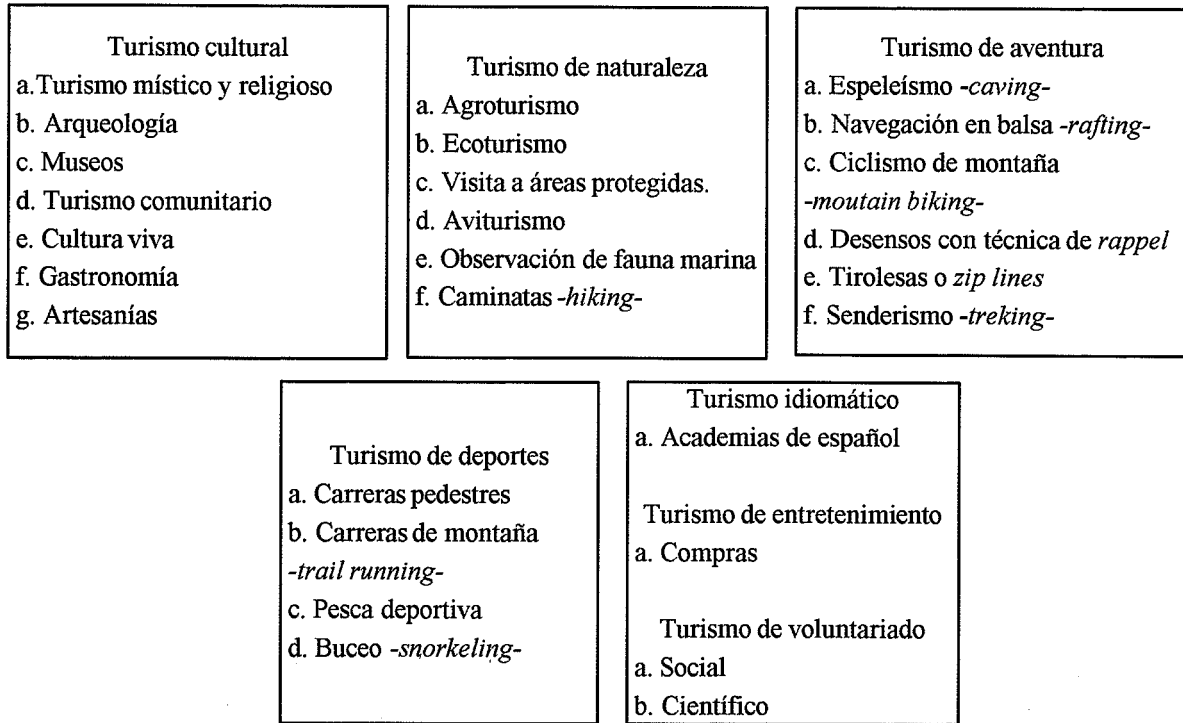 Turismo cultural
a.Turismo místico y religioso
b. Arqueología
c. Museos
d. Turismo comunitario
e. Cultura viva
f. Gastronomía
g. Artesanías
Turismo de naturaleza
a. Agroturismo
b. Ecoturismo
c. Visita a áreas protegidas.
d. Aviturismo
e. Observación de fauna marina
f. Caminatas -hiking-
Turismo de aventura
a. Espeleísmo -caving-
b. Navegación en balsa -rafting-
c. Ciclismo de montaña
-moutain biking-
d. Desensos con técnica de rappel
e. Tirolesas o zip lines
f. Senderismo -treking-
Turismo de deportes
a. Carreras pedestres
b. Carreras de montaña
-trail running-
c. Pesca deportiva
d. Buceo -snorkeling-
Turismo idiomático
a. Academias de español
Turismo de entretenimiento
a. Compras
Turismo de voluntariado
a. Social
b. Científico